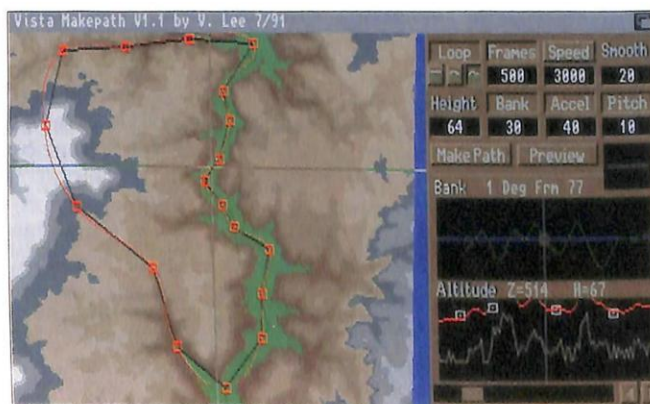 Vista Makepath V1.1 by V. Lee 7/91
Loop Frames Speed Smooth
500 3000 20
Height Bank Accel Pitch
64 30 40 10
Make Path Preview
Bank 1 Deg Frm 77
Altitude Z=514 H=67